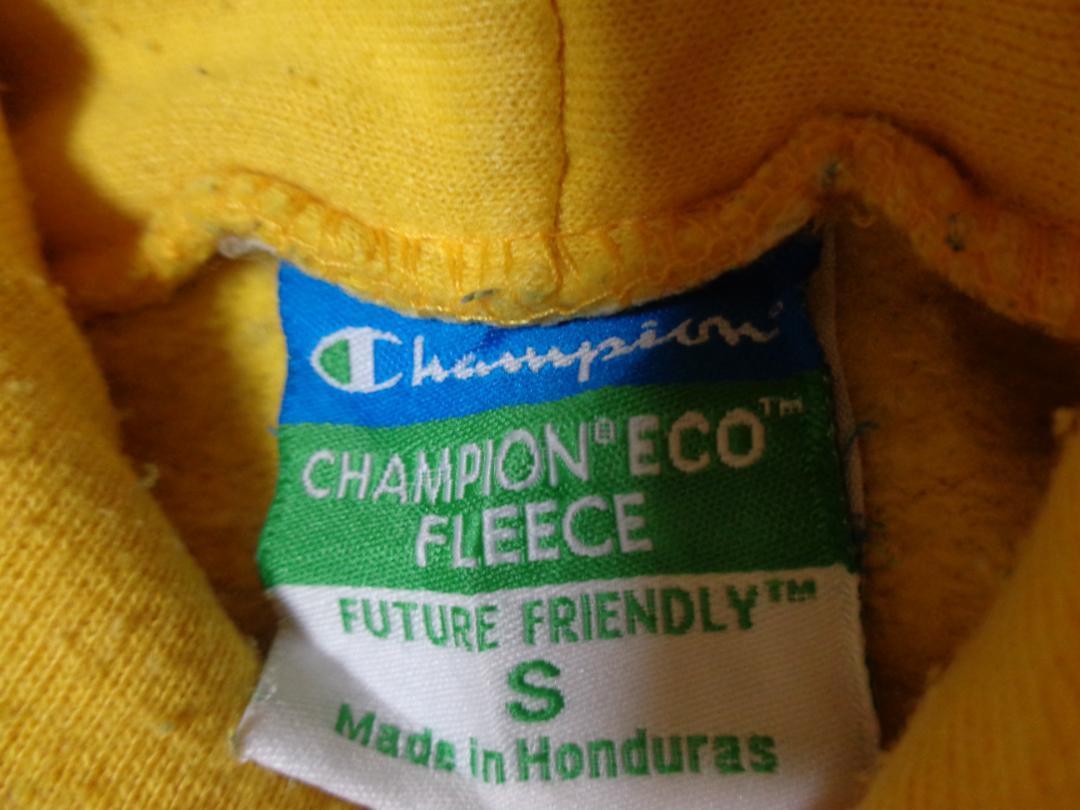 Champion®
CHAMPION® ECO™
FLEECE
FUTURE FRIENDLY™
S
Made in Honduras